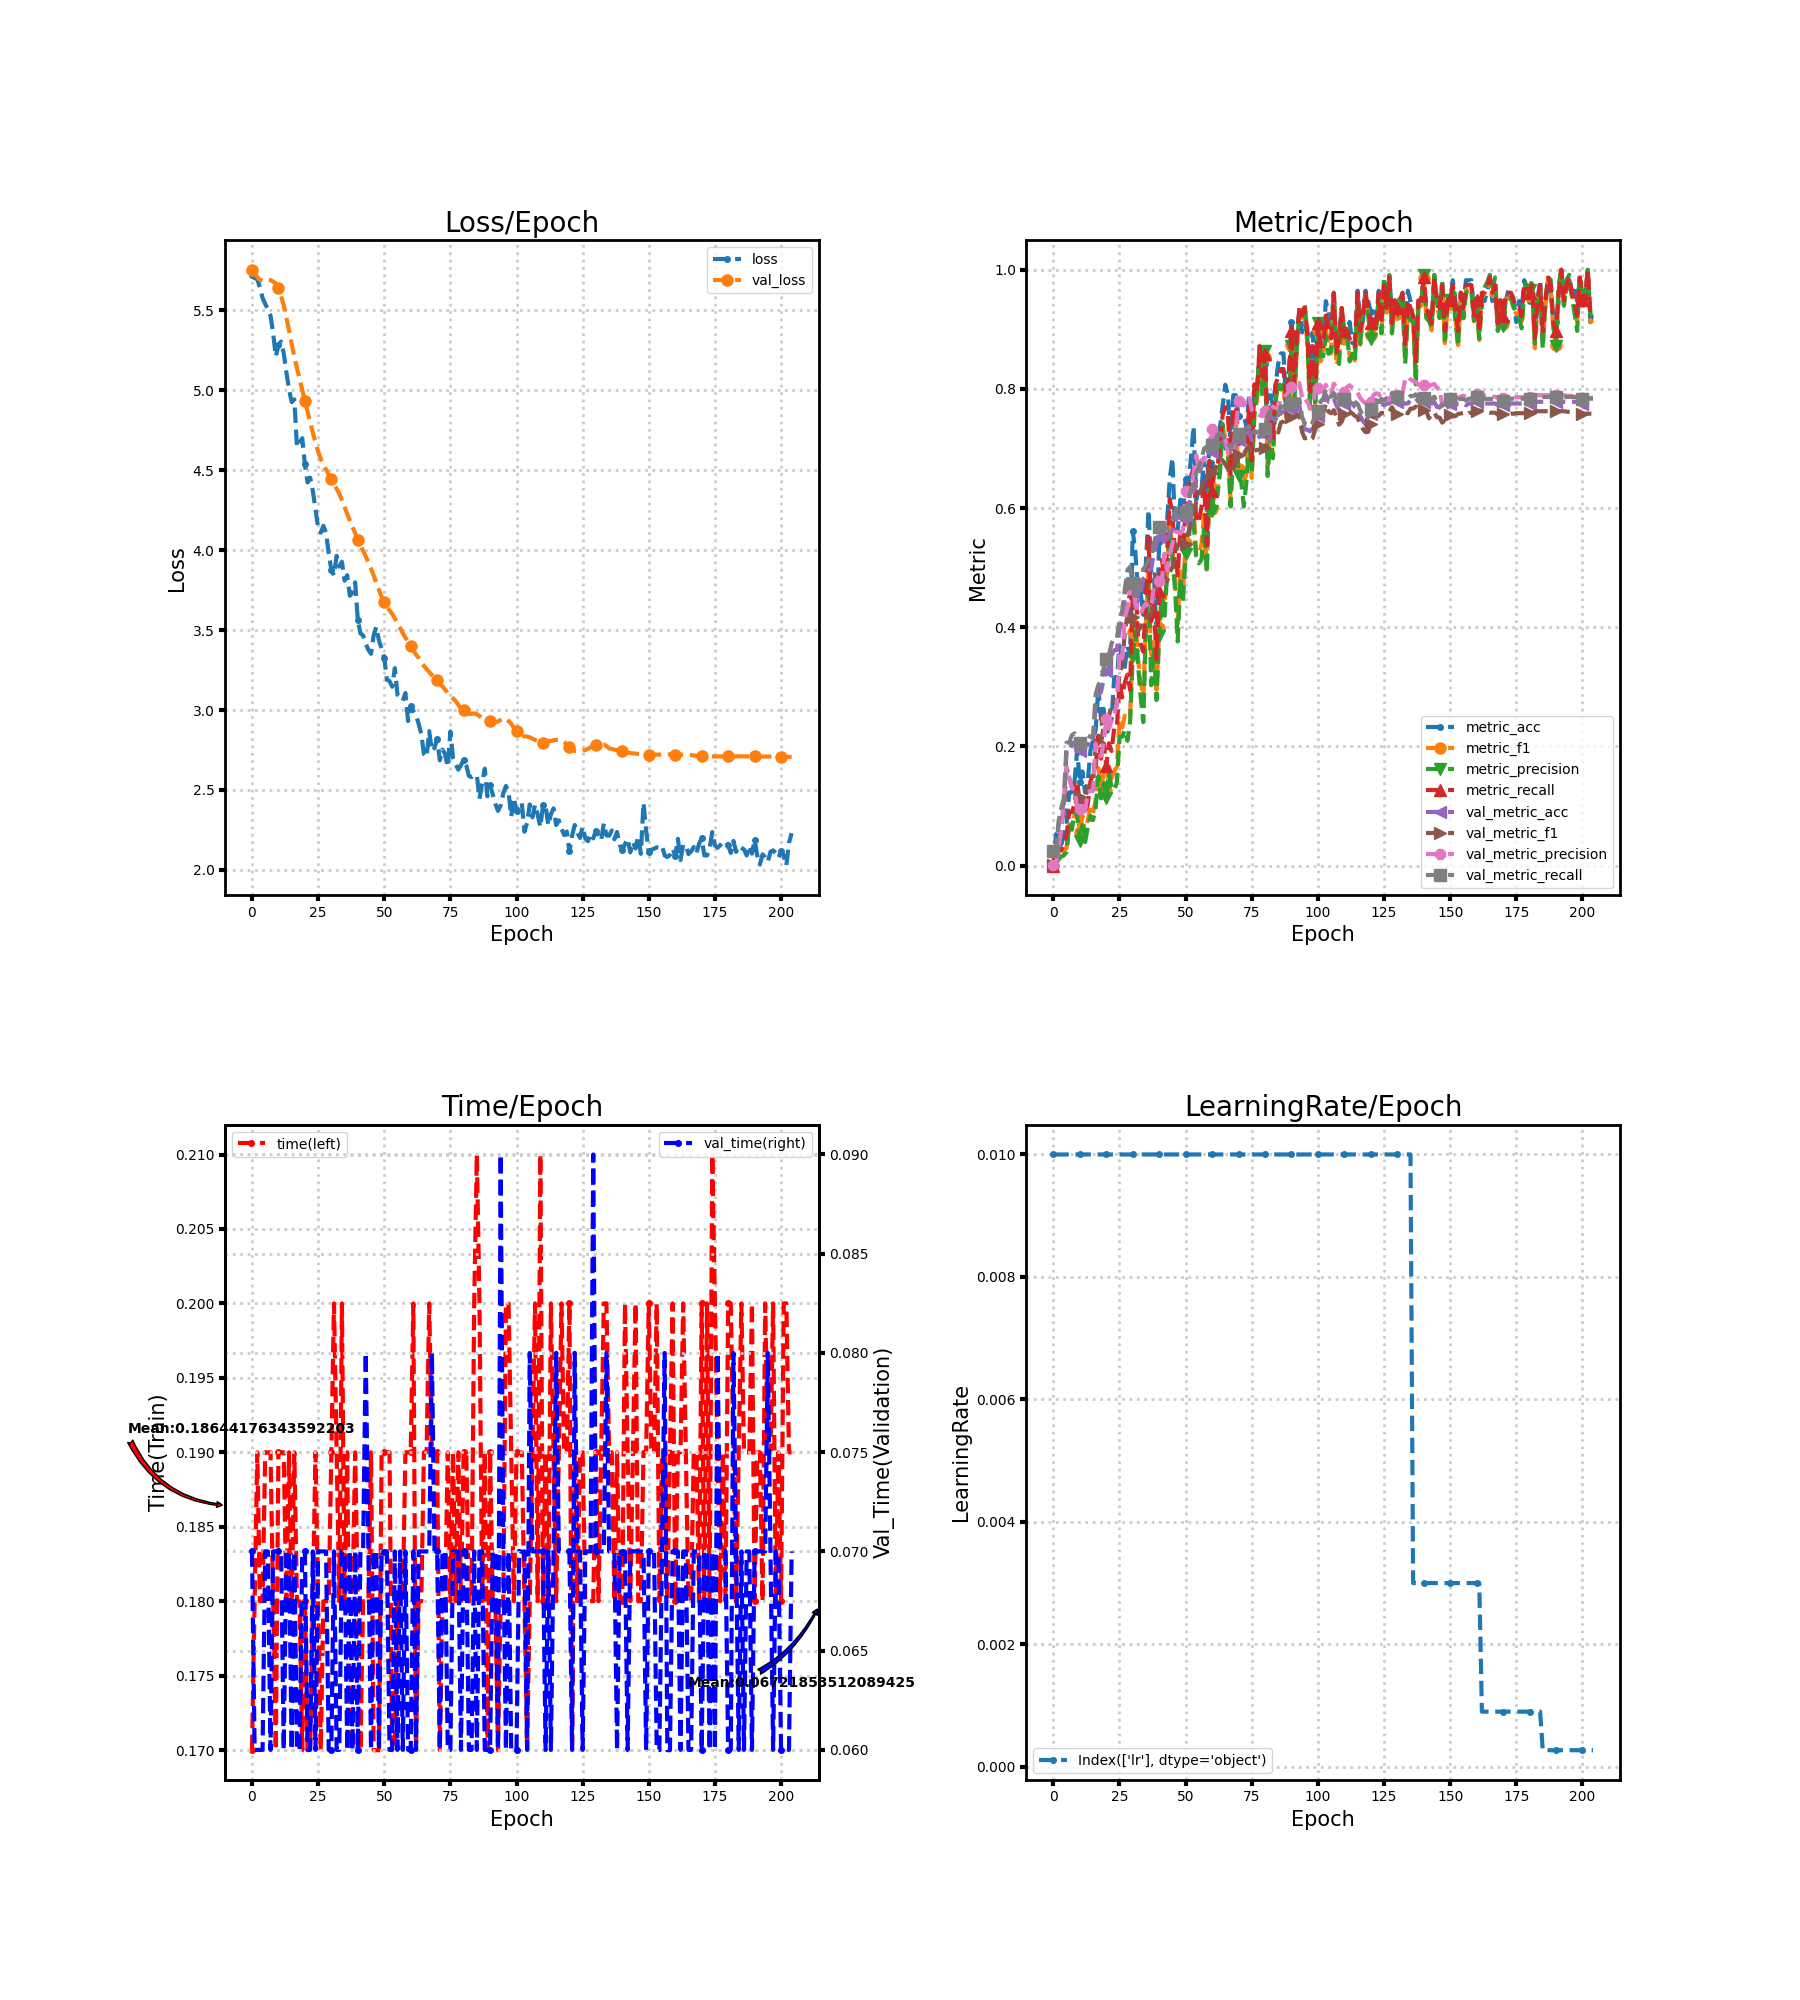 Loss/Epoch
loss
val_loss
5.5
5.0
4.5
4.0
3.5
3.0
2.5
2.0
Loss
0 25 50 75 100 125 150 175 200
Epoch
Metric/Epoch
1.0
0.8
0.6
0.4
0.2
0.0
Metric
metric_acc
metric_f1
metric_precision
metric_recall
val_metric_acc
val_metric_f1
val_metric_precision
val_metric_recall
0 25 50 75 100 125 150 175 200
Epoch
Time/Epoch
time(left)
val_time(right)
0.210
0.205
0.200
0.195
0.190
0.185
0.180
0.175
0.170
Time(Train)
Mean:0.18644176343592203
0.090
0.085
0.080
0.075
0.070
0.065
0.060
Val_Time(Validation)
Mean:0.06721853512089425
0 25 50 75 100 125 150 175 200
Epoch
LearningRate/Epoch
0.010
0.008
0.006
0.004
0.002
0.000
LearningRate
Index(['lr'], dtype='object')
0 25 50 75 100 125 150 175 200
Epoch